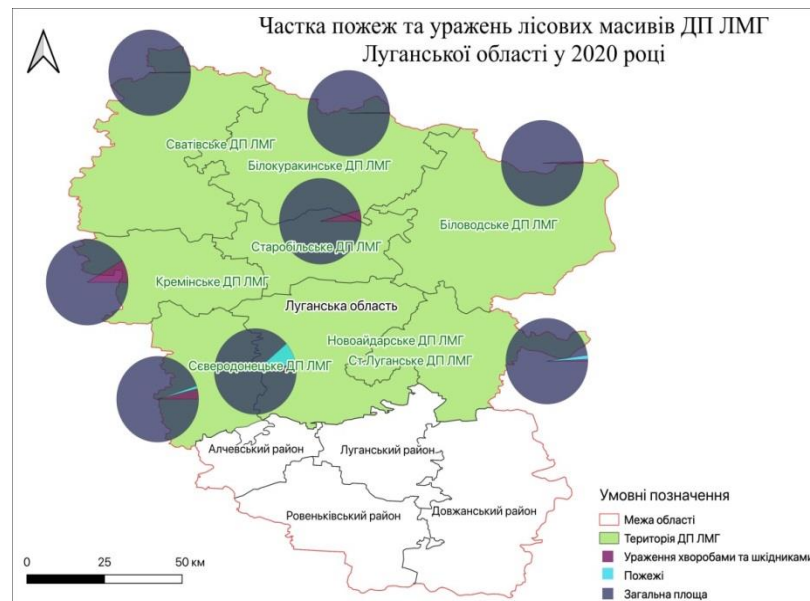 Частка пожеж та уражень лісових масивів ДП ЛМГ
Луганської області у 2020 році
Сватівське ДП ЛМГ
Білокуракинське ДП ЛМГ
Біловодське ДП ЛМГ
Старобільське ДП ЛМГ
Кремінське ДП ЛМГ
Луганська область
Новоайдарське ДП ЛМГ
Сєверодонецьке ДП ЛМГ
Ст-Луганське ДП ЛМГ
Алчевський район
Луганський район
Ровеньківський район
Довжанський район
Умовні позначення
Межа області
Територія ДП ЛМГ
Ураження хворобами та шкідниками
Пожежі
Загальна площа
0 25 50 км